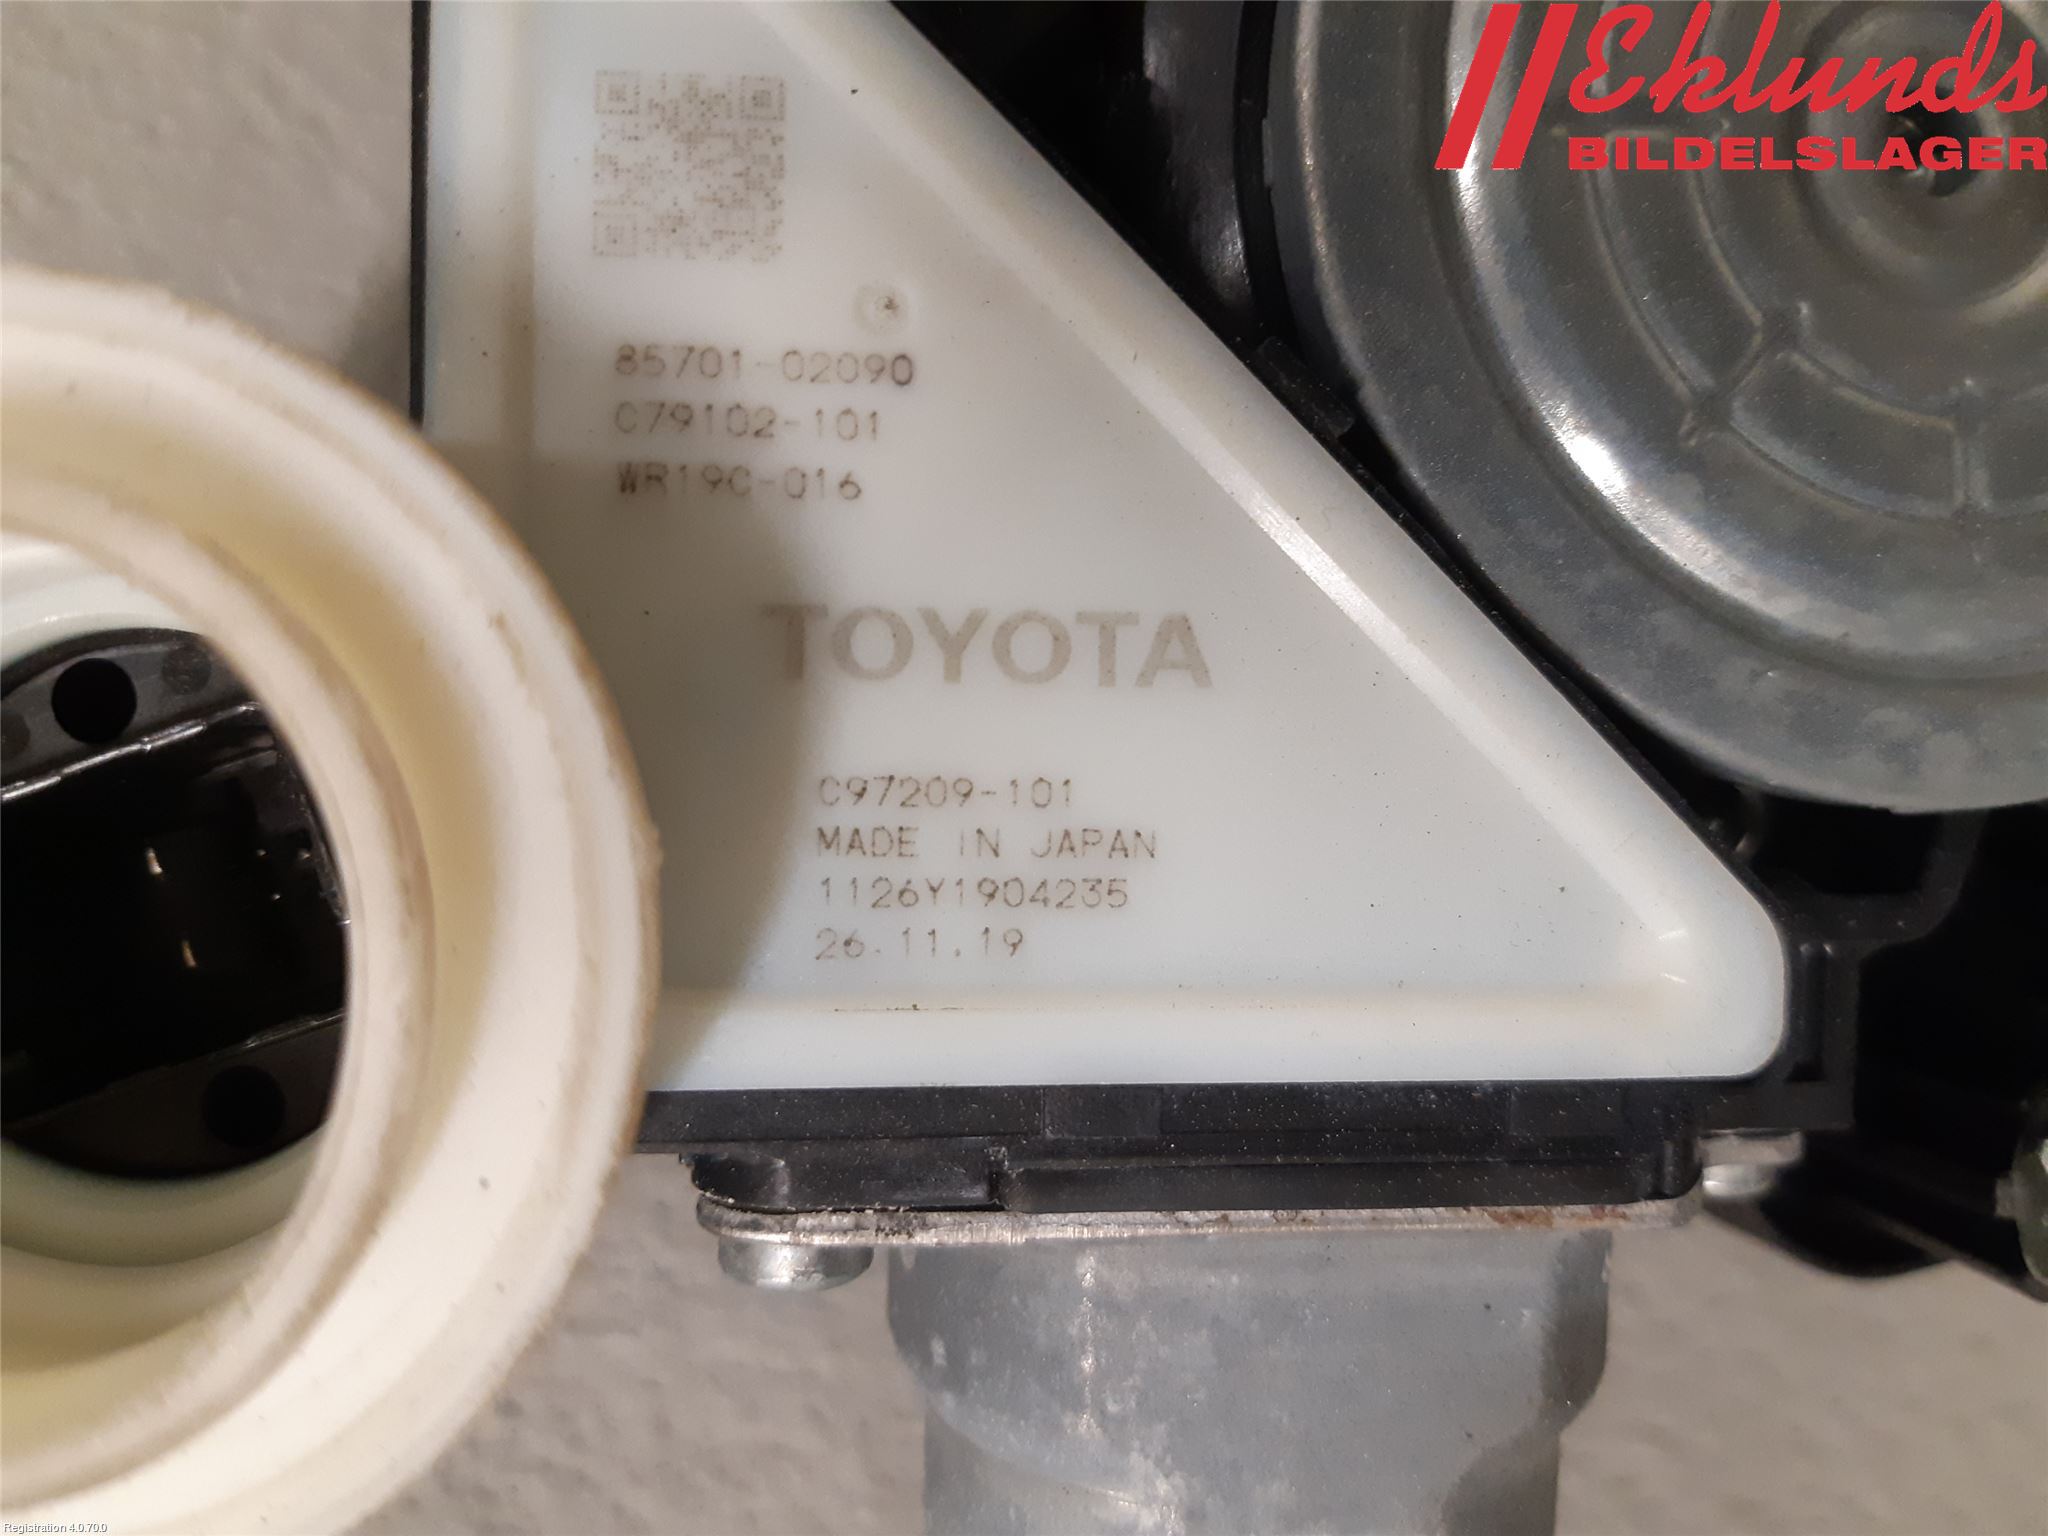 Eklunds
BILDELSLAGER
85701-02090
C79102-101
WR19C-016
TOYOTA
C97209-101
MADE IN JAPAN
1126Y1904235
26.11.19
Registration 4.0.70.0